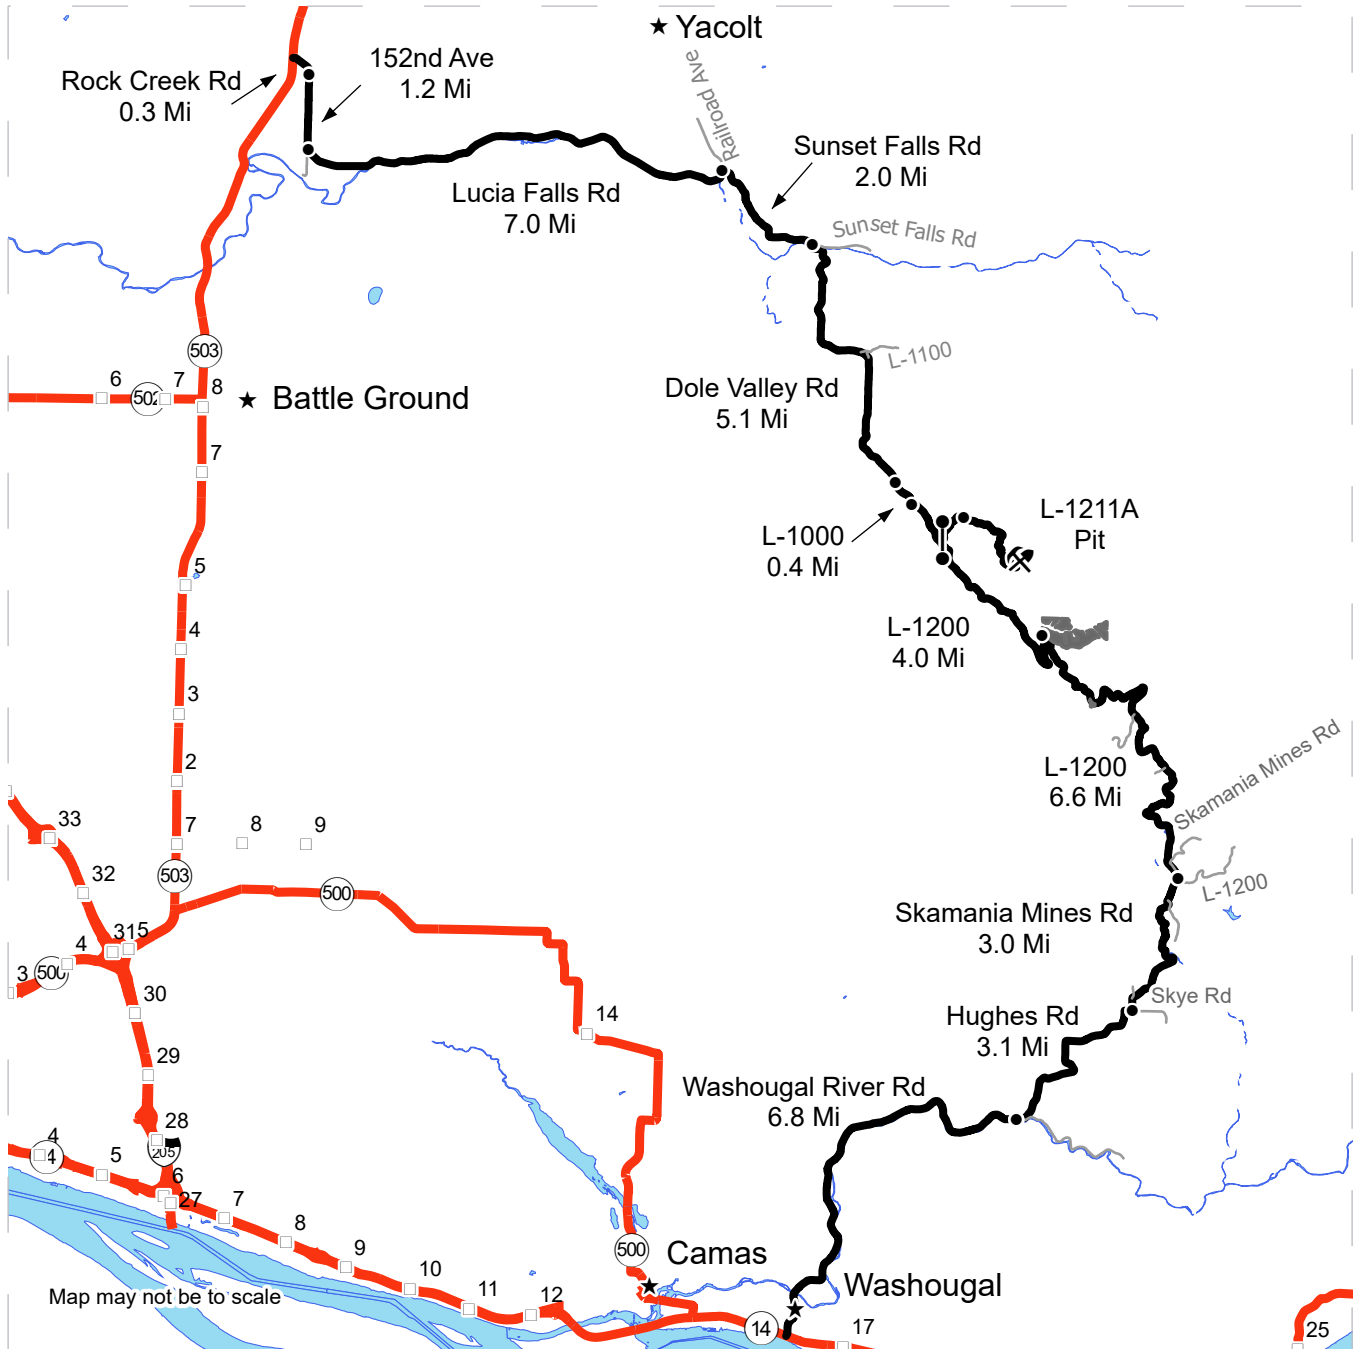 Yacolt
Rock Creek Rd
0.3 Mi
152nd Ave
1.2 Mi
Railroad Ave
Sunset Falls Rd
2.0 Mi
Lucia Falls Rd
7.0 Mi
Sunset Falls Rd
503
L-1100
6
502
7
8
Battle Ground
Dole Valley Rd
5.1 Mi
7
L-1000
0.4 Mi
L-1211A
Pit
5
4
L-1200
4.0 Mi
3
2
L-1200
6.6 Mi
Skamania Mines Rd
33
7
8
9
32
503
500
L-1200
315
4
Skamania Mines Rd
3.0 Mi
3
500
30
14
Skye Rd
Hughes Rd
3.1 Mi
29
Washougal River Rd
6.8 Mi
28
205
4
4
5
6
27
7
8
9
10
11
12
500
Camas
Washougal
Map may not be to scale
14
17
25